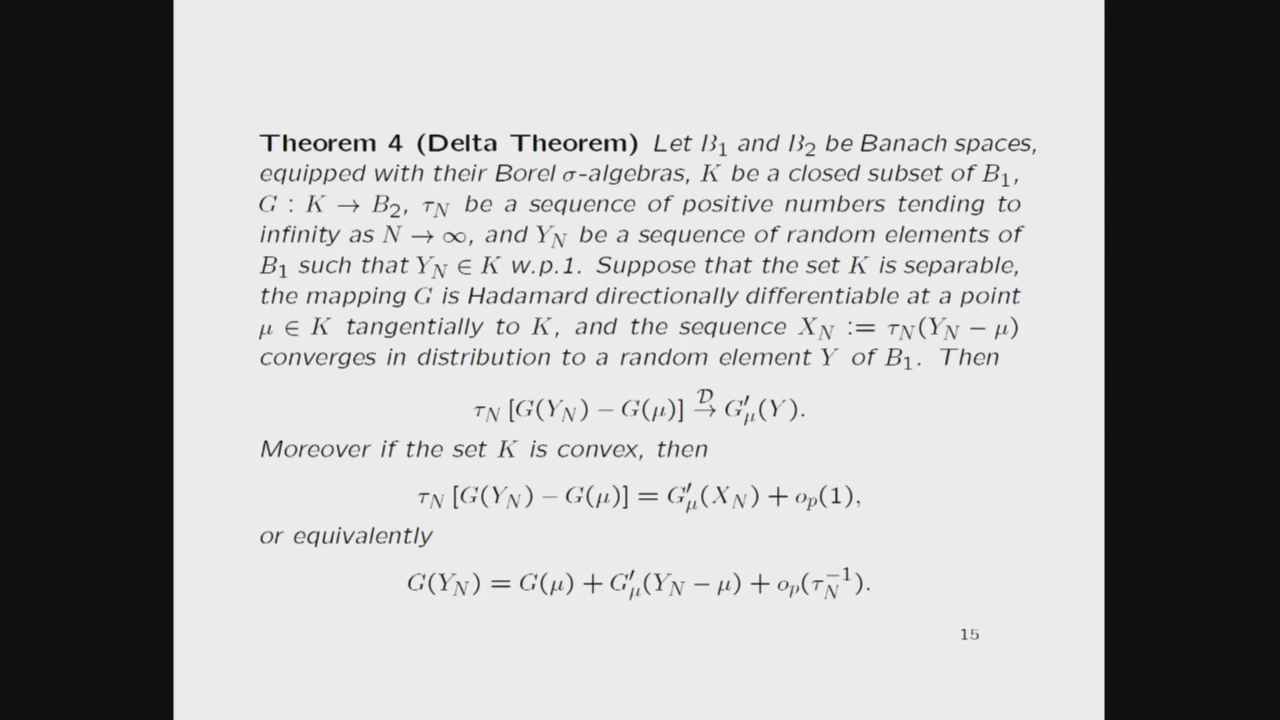 Theorem 4 (Delta Theorem) Let B₁ and B₂ be Banach spaces,
equipped with their Borel σ-algebras, K be a closed subset of B₁,
G : K → B₂, τ_N be a sequence of positive numbers tending to
infinity as N → ∞, and Y_N be a sequence of random elements of
B₁ such that Y_N ∈ K w.p.1. Suppose that the set K is separable,
the mapping G is Hadamard directionally differentiable at a point
μ ∈ K tangentially to K, and the sequence X_N := τ_N(Y_N − μ)
converges in distribution to a random element Y of B₁. Then
τ_N [G(Y_N) − G(μ)] →^D G′_μ(Y).
Moreover if the set K is convex, then
τ_N [G(Y_N) − G(μ)] = G′_μ(X_N) + o_p(1),
or equivalently
G(Y_N) = G(μ) + G′_μ(Y_N − μ) + o_p(τ_N^{−1}).
15